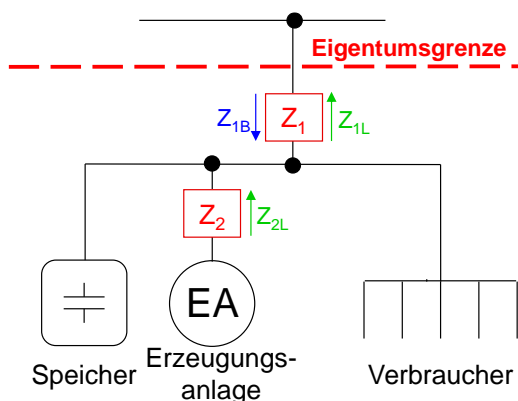 Eigentumsgrenze
Z1B Z1 Z1L
Z2 Z2L
EA
Speicher
Erzeugungs-
anlage
Verbraucher